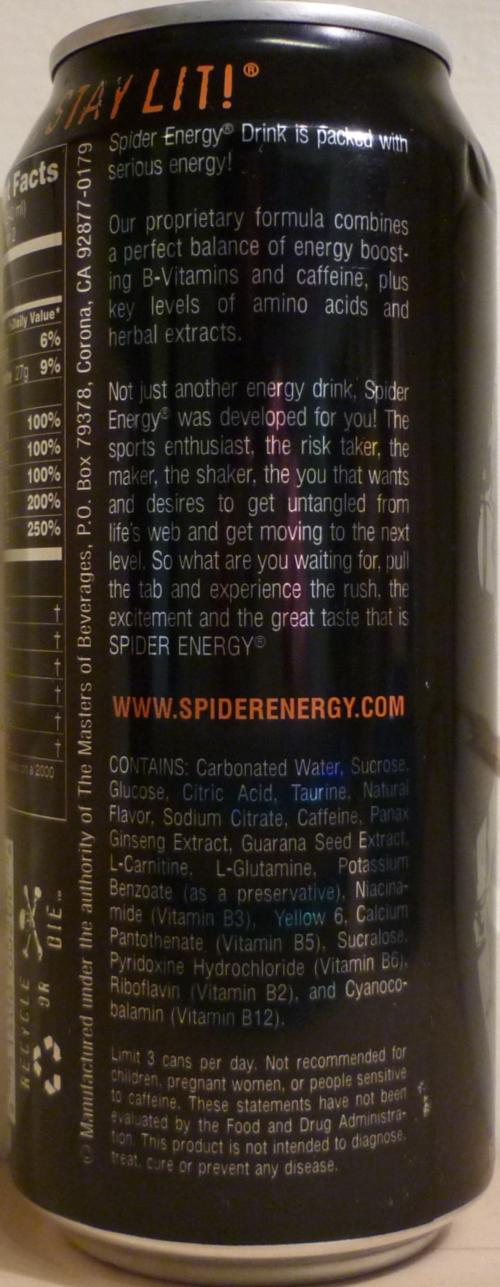 STAY LIT!®
Spider Energy® Drink is packed with
serious energy!
Our proprietary formula combines
a perfect balance of energy boost-
ing B-Vitamins and caffeine, plus
key levels of amino acids and
herbal extracts.
Not just another energy drink, Spider
Energy® was developed for you! The
sports enthusiast, the risk taker, the
maker, the shaker, the you that wants
and desires to get untangled from
life's web and get moving to the next
level. So what are you waiting for, pull
the tab and experience the rush, the
excitement and the great taste that is
SPIDER ENERGY®
WWW.SPIDERENERGY.COM
CONTAINS: Carbonated Water, Sucrose,
Glucose, Citric Acid, Taurine, Natural
Flavor, Sodium Citrate, Caffeine, Panax
Ginseng Extract, Guarana Seed Extract,
L-Carnitine, L-Glutamine, Potassium
Benzoate (as a preservative), Niacina-
mide (Vitamin B3), Yellow 6, Calcium
Pantothenate (Vitamin B5), Sucralose,
Pyridoxine Hydrochloride (Vitamin B6),
Riboflavin (Vitamin B2), and Cyanoco-
balamin (Vitamin B12).
Limit 3 cans per day. Not recommended for
children, pregnant women, or people sensitive
to caffeine. These statements have not been
evaluated by the Food and Drug Administra-
tion. This product is not intended to diagnose,
treat, cure or prevent any disease.
© Manufactured under the authority of The Masters of Beverages, P.O. Box 79378, Corona, CA 92877-0179
Facts
Daily Value*
6%
27g 9%
100%
100%
100%
200%
250%
†
†
†
†
†
†
on a 2000
RECYCLE
OR
DIE™